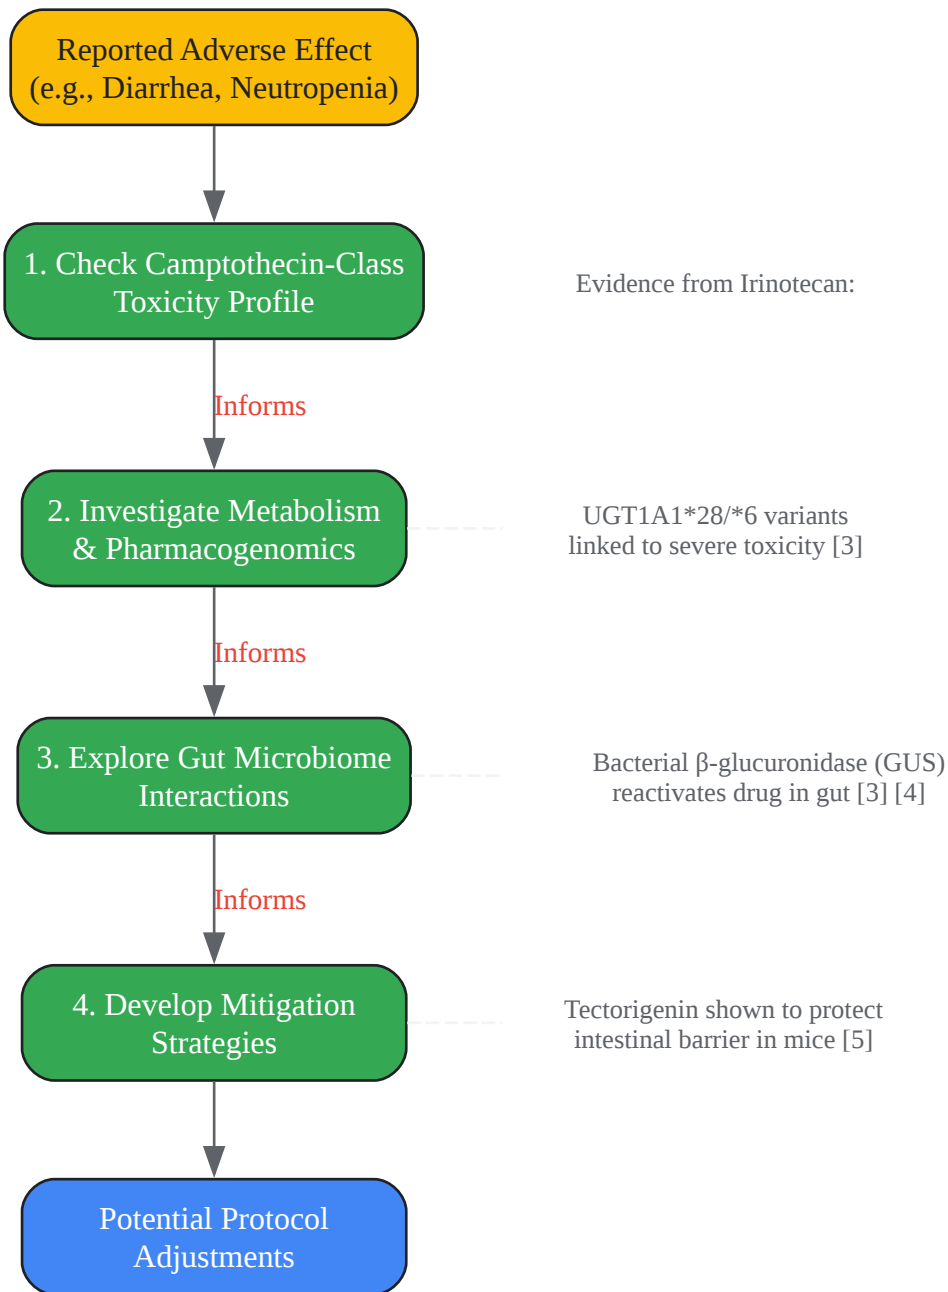 Reported Adverse Effect
(e.g., Diarrhea, Neutropenia)
1. Check Camptothecin-Class
Toxicity Profile
Evidence from Irinotecan:
Informs
2. Investigate Metabolism
& Pharmacogenomics
UGT1A1*28/*6 variants
linked to severe toxicity [3]
Informs
3. Explore Gut Microbiome
Interactions
Bacterial β-glucuronidase (GUS)
reactivates drug in gut [3] [4]
Informs
4. Develop Mitigation
Strategies
Tectorigenin shown to protect
intestinal barrier in mice [5]
Potential Protocol
Adjustments